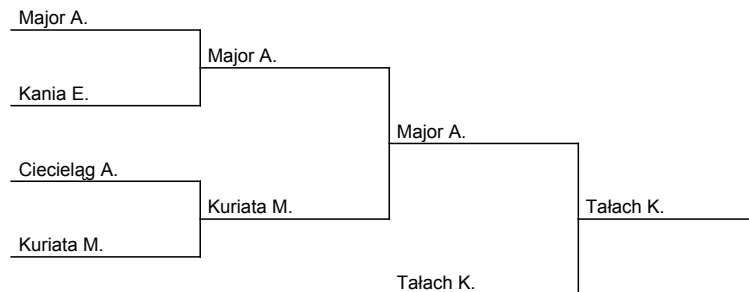 Major A.
Major A.
Kania E.
Major A.
Ciecieląg A.
Kuriata M.
Tałach K.
Kuriata M.
Tałach K.